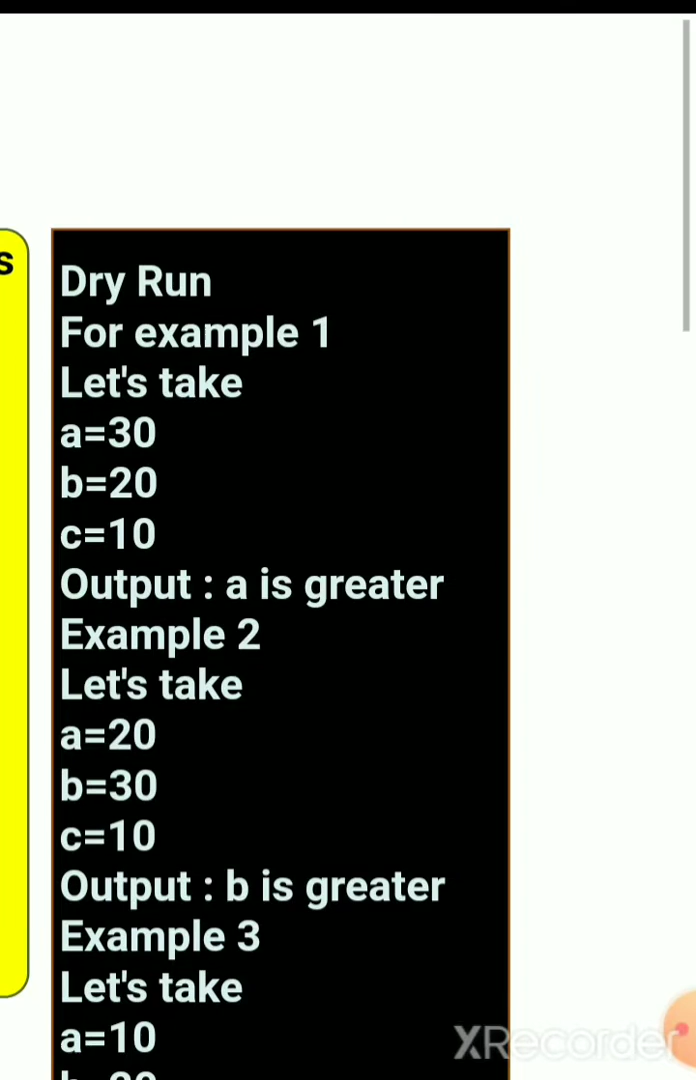 s
Dry Run
For example 1
Let's take
a=30
b=20
c=10
Output : a is greater
Example 2
Let's take
a=20
b=30
c=10
Output : b is greater
Example 3
Let's take
a=10
XRecorder